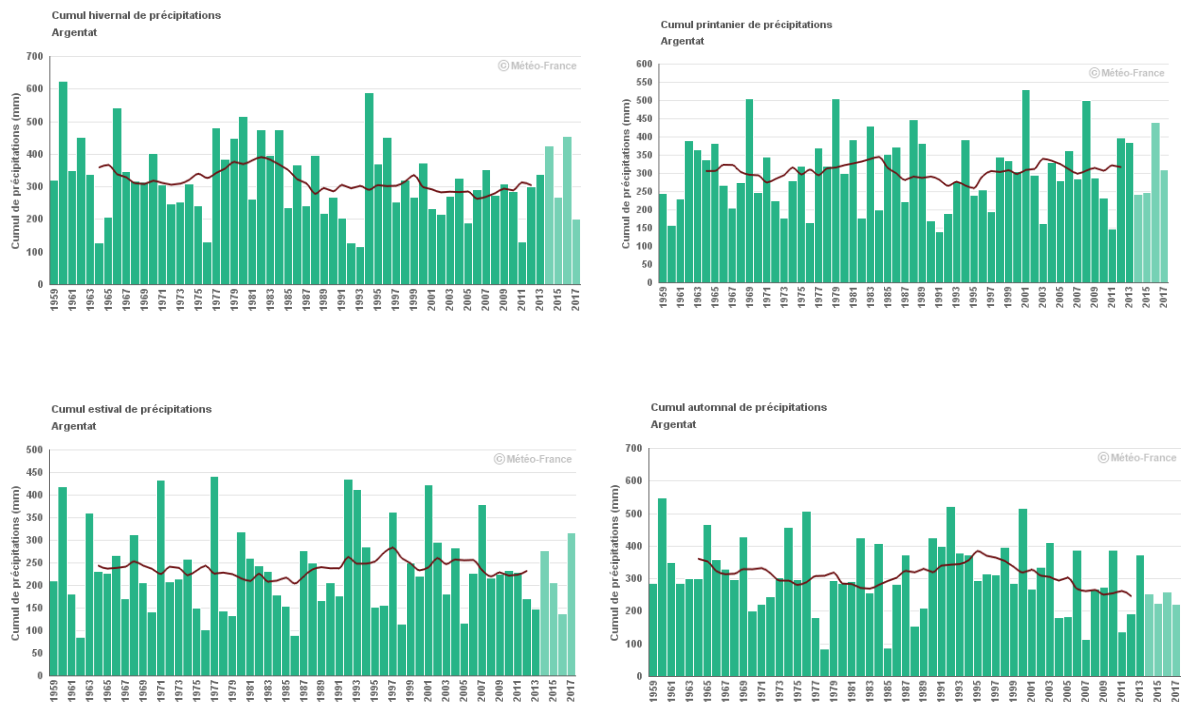 Cumul hivernal de précipitations
Argentat
700
600
500
400
300
200
100
0
Cumul de précipitations (mm)
© Météo-France
1959 1961 1963 1965 1967 1969 1971 1973 1975 1977 1979 1981 1983 1985 1987 1989 1991 1993 1995 1997 1999 2001 2003 2005 2007 2009 2011 2013 2015 2017
Cumul printanier de précipitations
Argentat
600
550
500
450
400
350
300
250
200
150
100
50
0
Cumul de précipitations (mm)
© Météo-France
1959 1961 1963 1965 1967 1969 1971 1973 1975 1977 1979 1981 1983 1985 1987 1989 1991 1993 1995 1997 1999 2001 2003 2005 2007 2009 2011 2013 2015 2017
Cumul estival de précipitations
Argentat
500
450
400
350
300
250
200
150
100
50
0
Cumul de précipitations (mm)
© Météo-France
1959 1961 1963 1965 1967 1969 1971 1973 1975 1977 1979 1981 1983 1985 1987 1989 1991 1993 1995 1997 1999 2001 2003 2005 2007 2009 2011 2013 2015 2017
Cumul automnal de précipitations
Argentat
700
600
500
400
300
200
100
0
Cumul de précipitations (mm)
© Météo-France
1959 1961 1963 1965 1967 1969 1971 1973 1975 1977 1979 1981 1983 1985 1987 1989 1991 1993 1995 1997 1999 2001 2003 2005 2007 2009 2011 2013 2015 2017